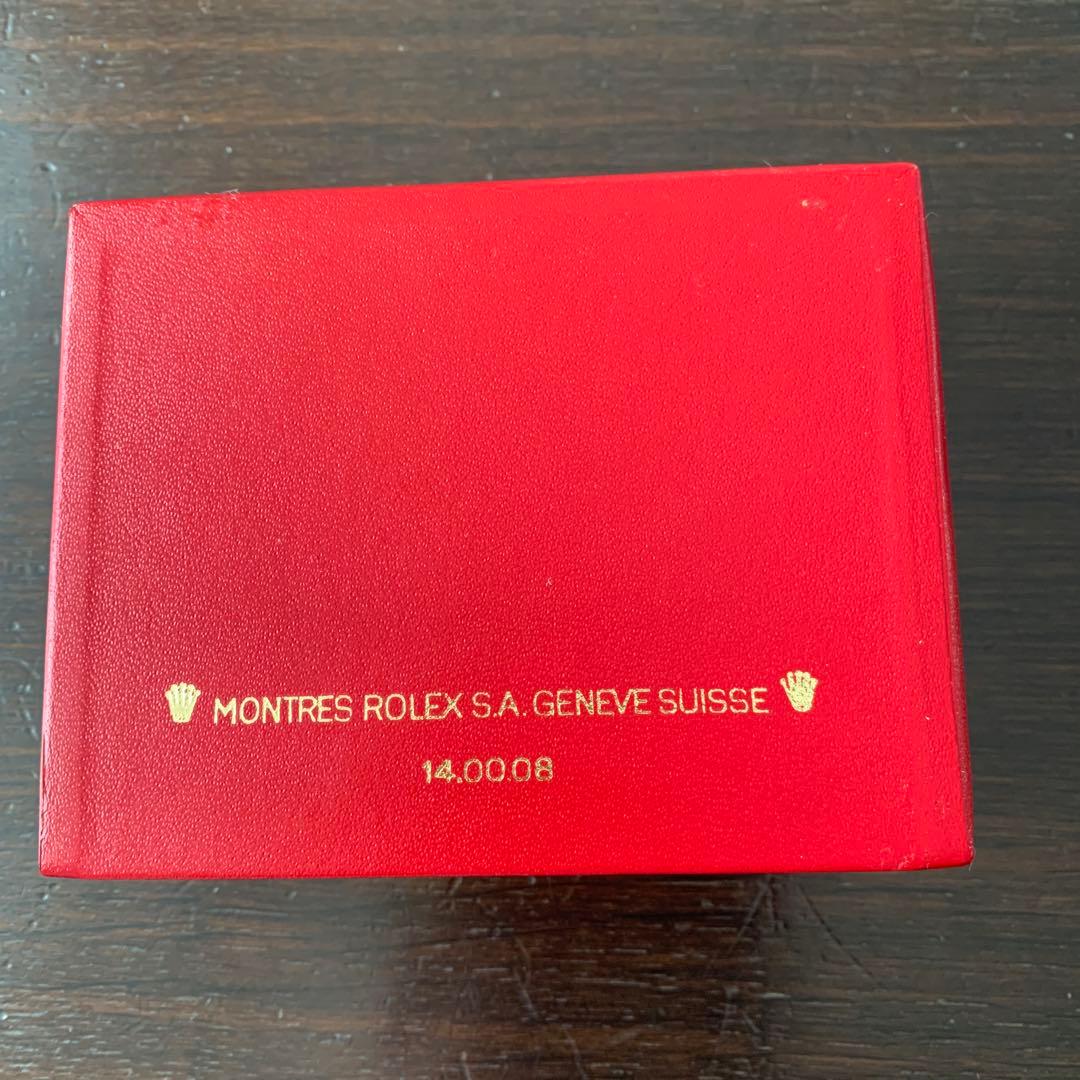 MONTRES ROLEX S.A. GENEVE SUISSE
14.00.08